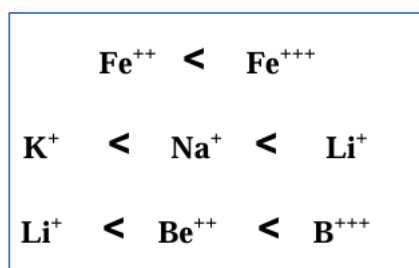 Fe⁺⁺ < Fe⁺⁺⁺
K⁺ < Na⁺ < Li⁺
Li⁺ < Be⁺⁺ < B⁺⁺⁺